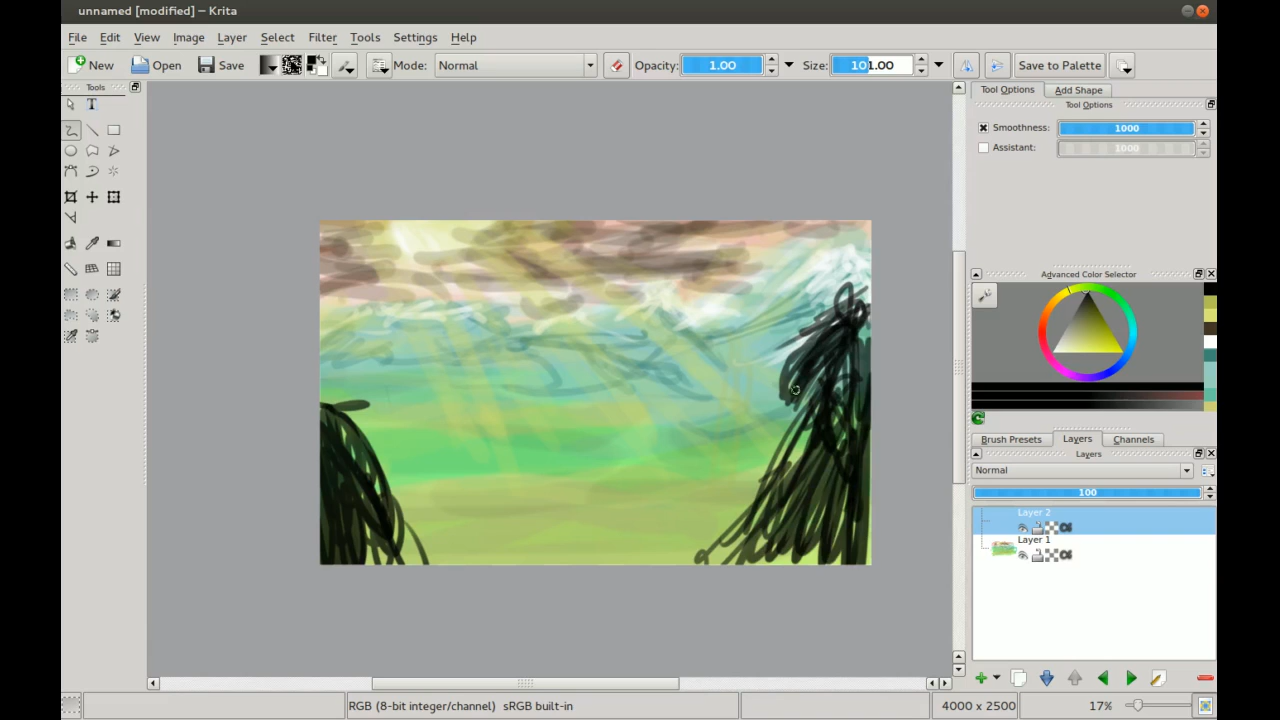 unnamed [modified] – Krita
File Edit View Image Layer Select Filter Tools Settings Help
New Open Save Mode: Normal Opacity: 1.00 Size: 101.00 Save to Palette
Tools
T
Tool Options Add Shape
Tool Options
Smoothness: 1000
Assistant: 1000
Advanced Color Selector
Brush Presets Layers Channels
Layers
Normal
100
Layer 2
Layer 1
RGB (8-bit integer/channel) sRGB built-in 4000 x 2500 17%